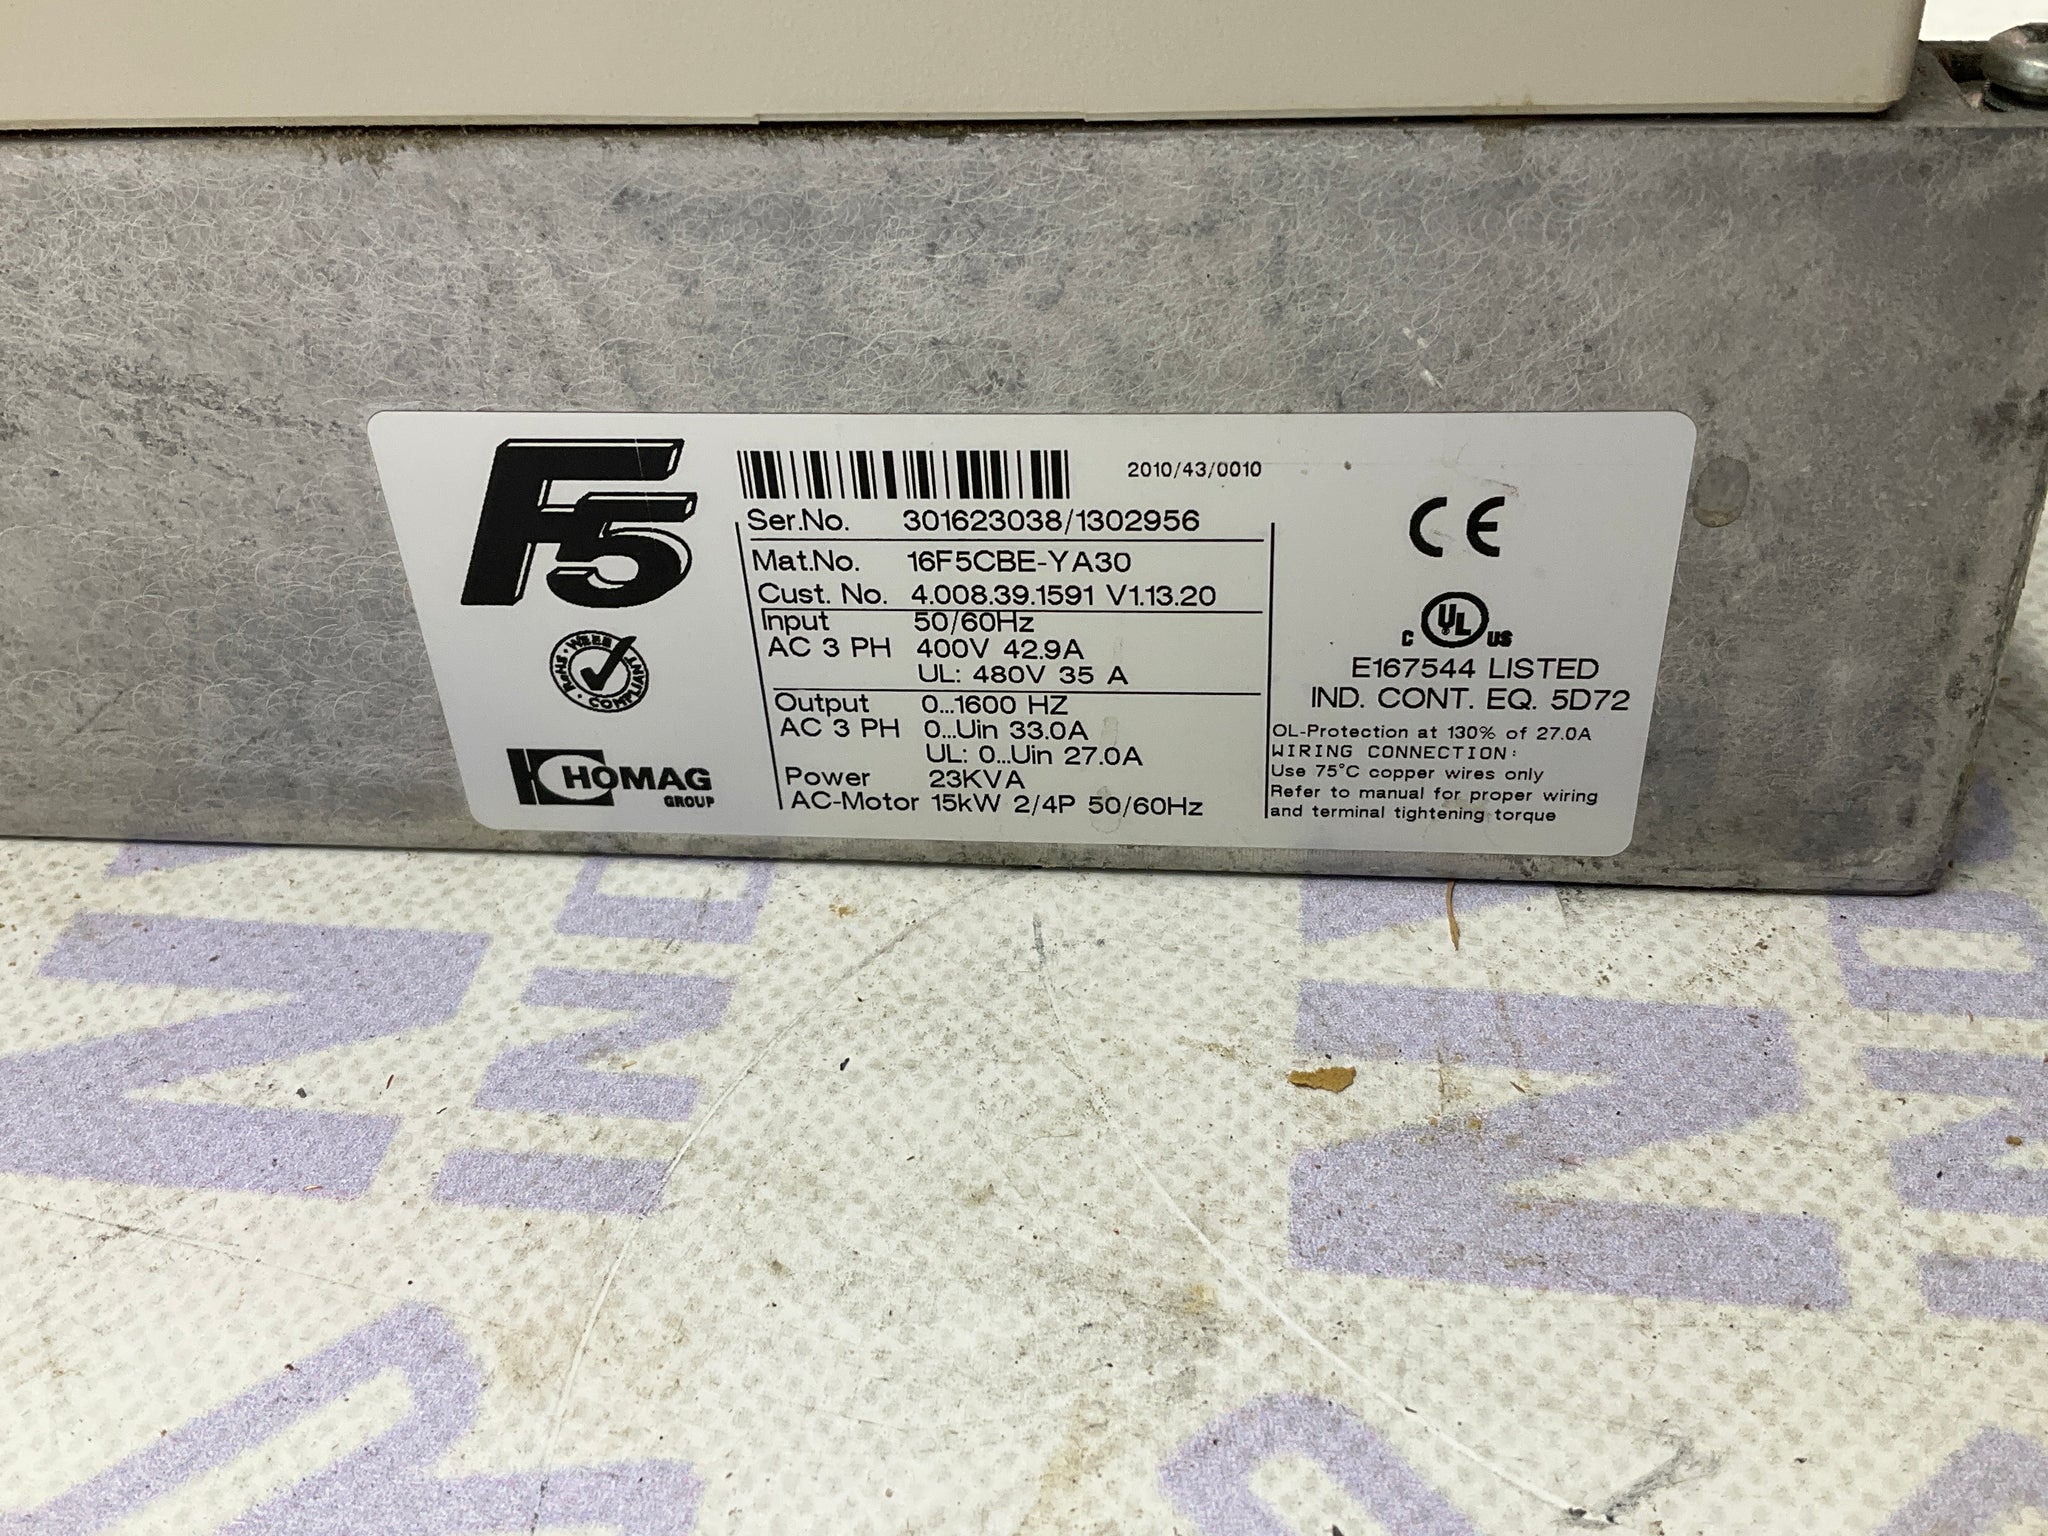 F5
2010/43/0010
Ser.No. 301623038/1302956
Mat.No. 16F5CBE-YA30
Cust. No. 4.008.39.1591 V1.13.20
Input 50/60Hz
AC 3 PH 400V 42.9A
UL: 480V 35 A
Output 0...1600 HZ
AC 3 PH 0...Uin 33.0A
UL: 0...Uin 27.0A
Power 23KVA
AC-Motor 15kW 2/4P 50/60Hz
RoHS · WEEE · COMPLIANT
HOMAG
GROUP
CE
C UL US
E167544 LISTED
IND. CONT. EQ. 5D72
OL-Protection at 130% of 27.0A
WIRING CONNECTION:
Use 75°C copper wires only
Refer to manual for proper wiring
and terminal tightening torque